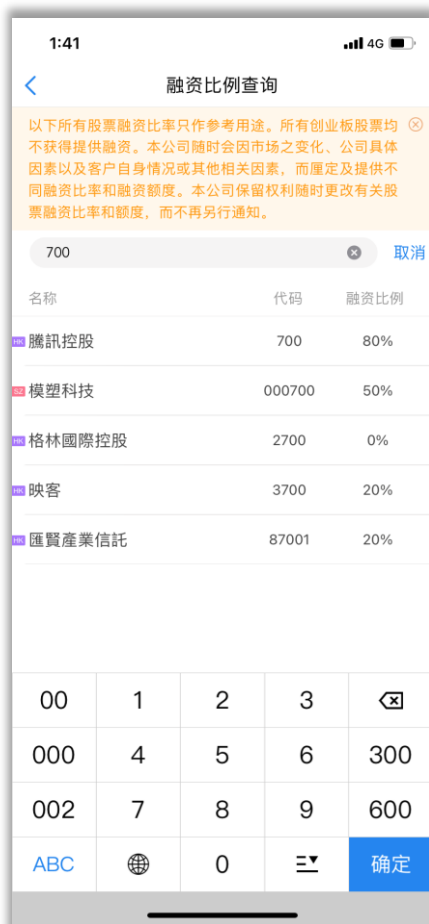 1:41
4G
融资比例查询
以下所有股票融资比率只作参考用途。所有创业板股票均
不获得提供融资。本公司随时会因市场之变化、公司具体
因素以及客户自身情况或其他相关因素，而厘定及提供不
同融资比率和融资额度。本公司保留权利随时更改有关股
票融资比率和额度，而不再另行通知。
700 取消
名称 代码 融资比例
HK 騰訊控股 700 80%
SZ 模塑科技 000700 50%
HK 格林國際控股 2700 0%
HK 映客 3700 20%
HK 匯賢產業信託 87001 20%
00 1 2 3
000 4 5 6 300
002 7 8 9 600
ABC 0 确定